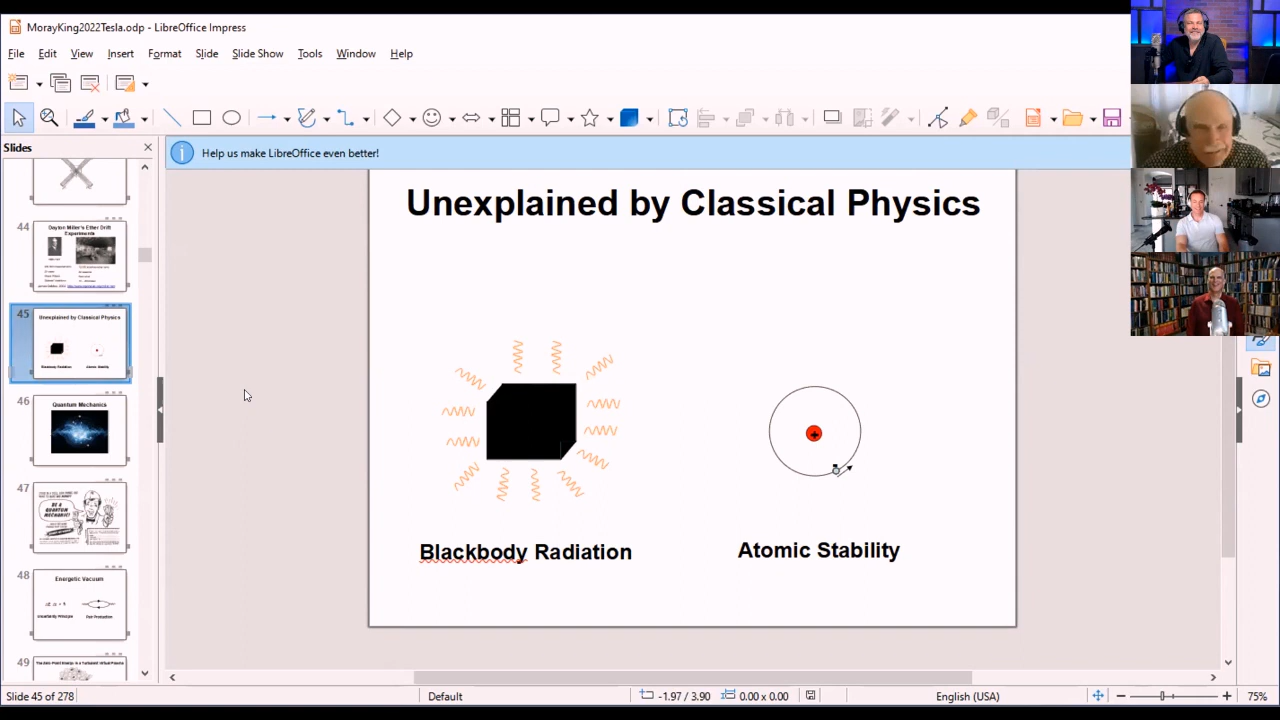 MorayKing2022Tesla.odp - LibreOffice Impress
File Edit View Insert Format Slide Slide Show Tools Window Help
Slides
Help us make LibreOffice even better!
44
Dayton Miller's Ether Drift
Experiments
45
Unexplained by Classical Physics
Blackbody Radiation Atomic Stability
46
Quantum Mechanics
47
BE A
QUANTUM
MECHANIC!
48
Energetic Vacuum
Uncertainty Principle Pair Production
49
Unexplained by Classical Physics
+
Blackbody Radiation
Atomic Stability
Slide 45 of 278
Default
-1.97 / 3.90
0.00 x 0.00
English (USA)
75%